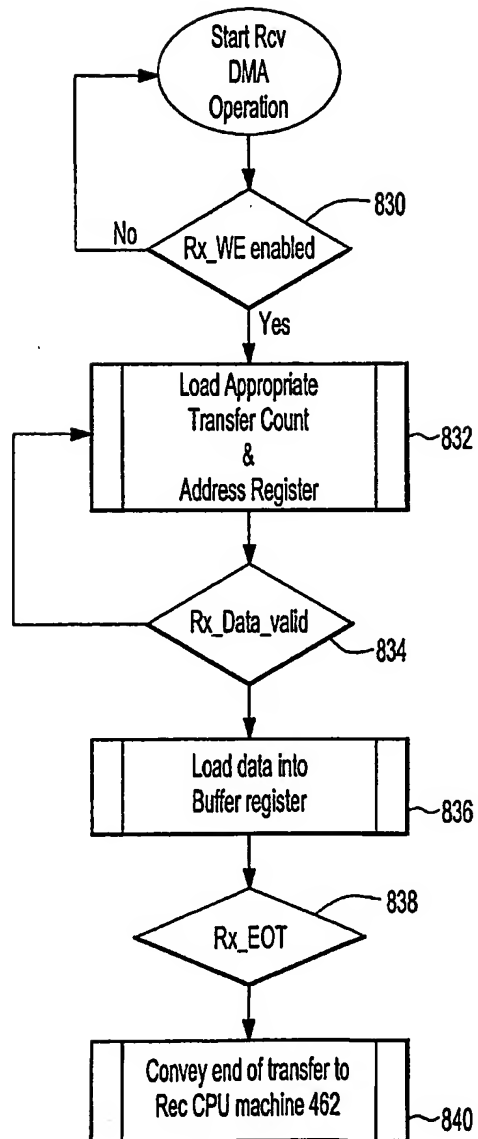 Start Rcv
DMA
Operation
830
No
Rx_WE enabled
Yes
Load Appropriate
Transfer Count
&
Address Register
832
Rx_Data_valid
834
Load data into
Buffer register
836
838
Rx_EOT
Convey end of transfer to
Rec CPU machine 462
840